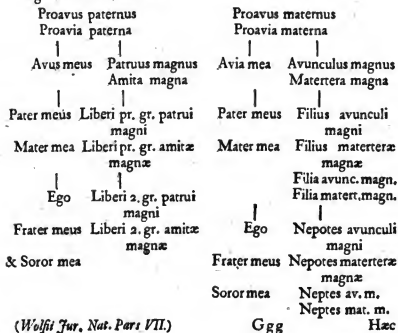 Proavus paternus Proavus maternus
Proavia paterna Proavia materna
Avus meus Patruus magnus Avia mea Avunculus magnus
Amita magna Matertera magna
Pater meus Liberi pr. gr. patrui Pater meus Filius avunculi
magni magni
Mater mea Liberi pr. gr. amitæ Mater mea Filius materteræ
magnæ magnæ
Filia avunc. magn.
Ego Liberi 2. gr. patrui Filia matert. magn.
magni
Frater meus Liberi 2. gr. amitæ Ego Nepotes avunculi
magnæ magni
& Soror mea Frater meus Nepotes materteræ
magnæ
Soror mea Neptes av. m.
Neptes mat. m.
(Wolfii Jur. Nat. Pars VII.) Ggg Hæc